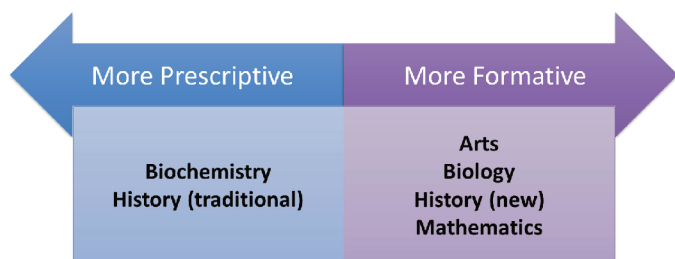 More Prescriptive
More Formative
Biochemistry
History (traditional)
Arts
Biology
History (new)
Mathematics